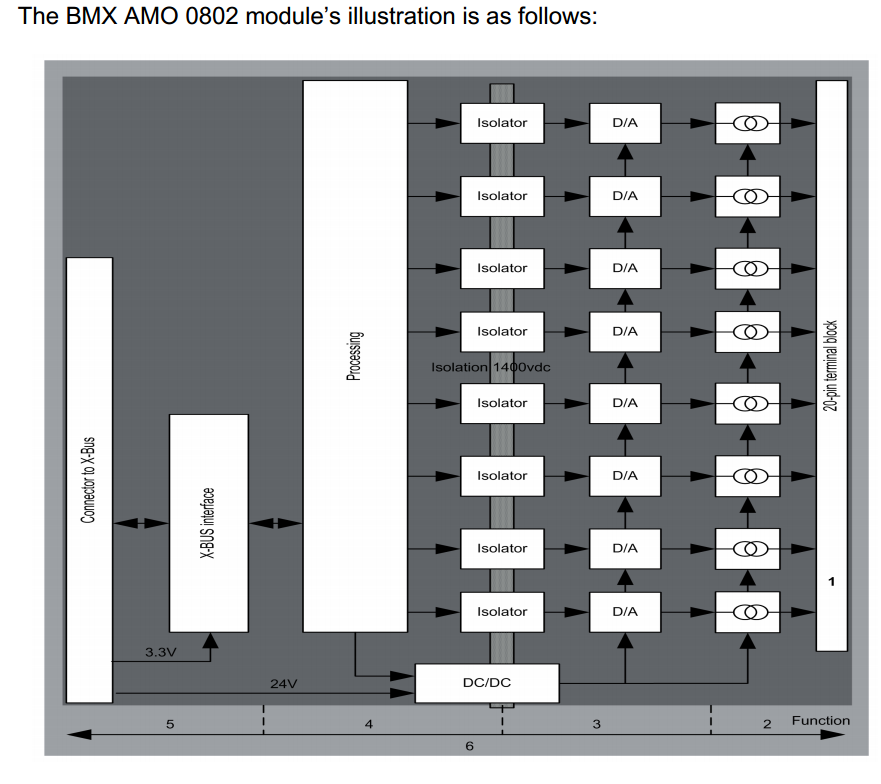 The BMX AMO 0802 module’s illustration is as follows:
Isolator D/A
Isolator D/A
Isolator D/A
Isolator D/A
Isolation 1400vdc
Isolator D/A
Isolator D/A
Isolator D/A
Isolator D/A
Processing
20-pin terminal block
1
Connector to X-Bus
X-BUS interface
3.3V
24V
DC/DC
5 4 3 2 Function
6